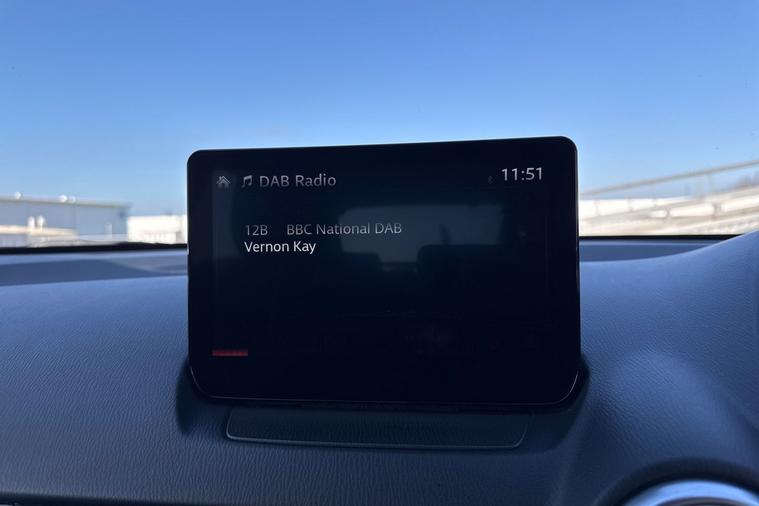 DAB Radio 11:51
12B BBC National DAB
Vernon Kay